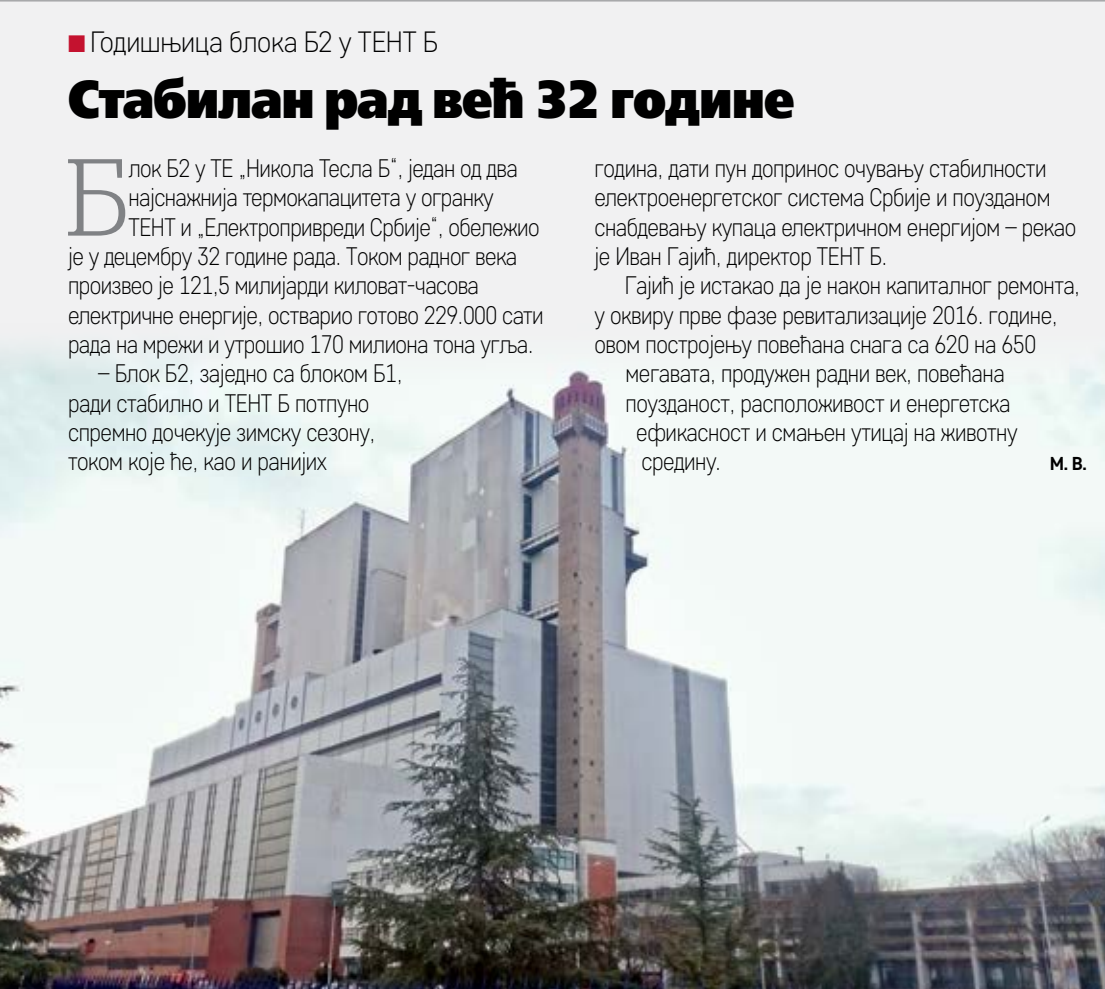 Годишњица блока Б2 у ТЕНТ Б
Стабилан рад већ 32 године
Блок Б2 у ТЕ „Никола Тесла Б“, један од два
најснажнија термокапацитета у огранку
ТЕНТ и „Електропривреди Србије“, обележио
је у децембру 32 године рада. Током радног века
произвео је 121,5 милијарди киловат-часова
електричне енергије, остварио готово 229.000 сати
рада на мрежи и утрошио 170 милиона тона угља.
– Блок Б2, заједно са блоком Б1,
ради стабилно и ТЕНТ Б потпуно
спремно дочекује зимску сезону,
током које ће, као и ранијих
година, дати пун допринос очувању стабилности
електроенергетског система Србије и поузданом
снабдевању купаца електричном енергијом – рекао
је Иван Гајић, директор ТЕНТ Б.
Гајић је истакао да је након капиталног ремонта,
у оквиру прве фазе ревитализације 2016. године,
овом постројењу повећана снага са 620 на 650
мегавата, продужен радни век, повећана
поузданост, расположивост и енергетска
ефикасност и смањен утицај на животну
средину.
М. В.